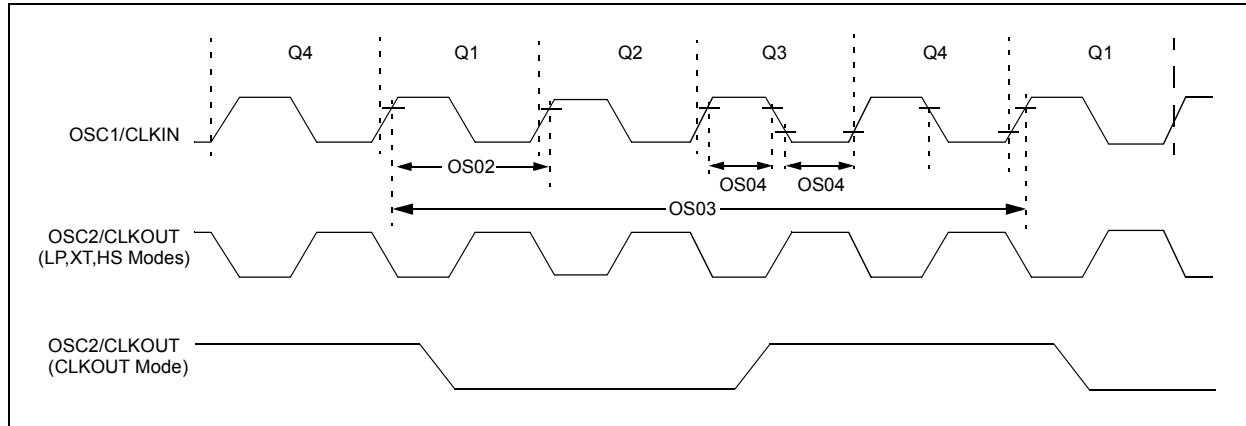 Q4 Q1 Q2 Q3 Q4 Q1
OSC1/CLKIN
OS02
OS04 OS04
OS03
OSC2/CLKOUT
(LP,XT,HS Modes)
OSC2/CLKOUT
(CLKOUT Mode)